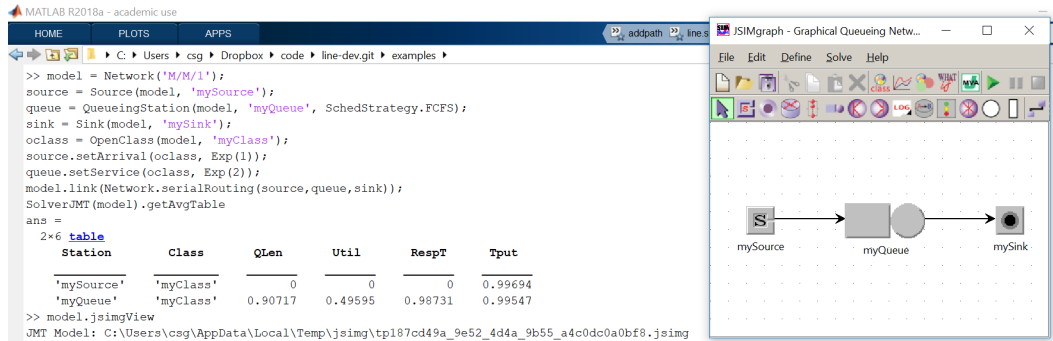 MATLAB R2018a - academic use
HOME PLOTS APPS
addpath line.s
C: Users csg Dropbox code line-dev.git examples
>> model = Network('M/M/1');
source = Source(model, 'mySource');
queue = QueueingStation(model, 'myQueue', SchedStrategy.FCFS);
sink = Sink(model, 'mySink');
oclass = OpenClass(model, 'myClass');
source.setArrival(oclass, Exp(1));
queue.setService(oclass, Exp(2));
model.link(Network.serialRouting(source,queue,sink));
SolverJMT(model).getAvgTable
ans =
2×6 table
Station Class QLen Util RespT Tput
'mySource' 'myClass' 0 0 0 0.99694
'myQueue' 'myClass' 0.90717 0.49595 0.98731 0.99547
>> model.jsimgView
JMT Model: C:\Users\csg\AppData\Local\Temp\jsimg\tp187cd49a_9e52_4d4a_9b55_a4c0dc0a0bf8.jsimg
JSIMgraph - Graphical Queueing Netw...
File Edit Define Solve Help
class WHAT IF MVA
S LOG
S
mySource myQueue mySink